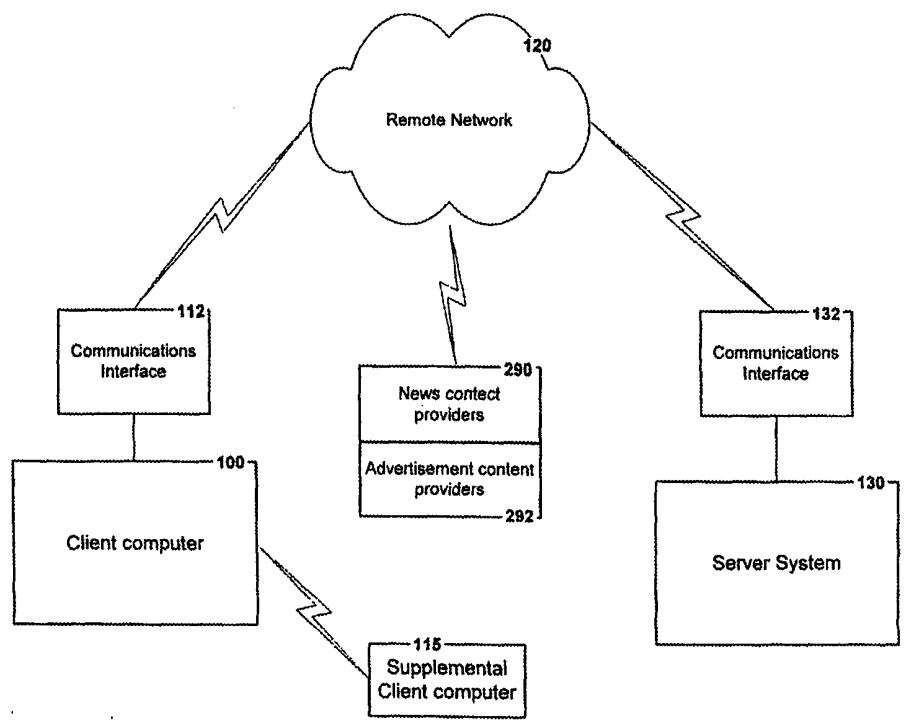 120
Remote Network
112
Communications
Interface
290
News contect
providers
132
Communications
Interface
100
Client computer
Advertisement content
providers
292
130
Server System
115
Supplemental
Client computer